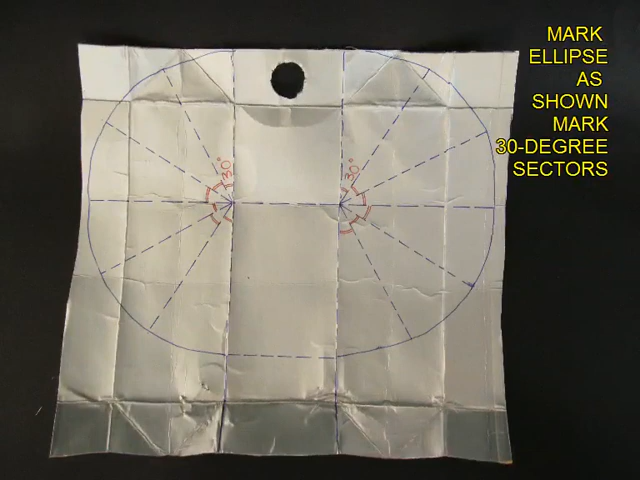 MARK
ELLIPSE
AS
SHOWN
MARK
30-DEGREE
SECTORS
30°
30°